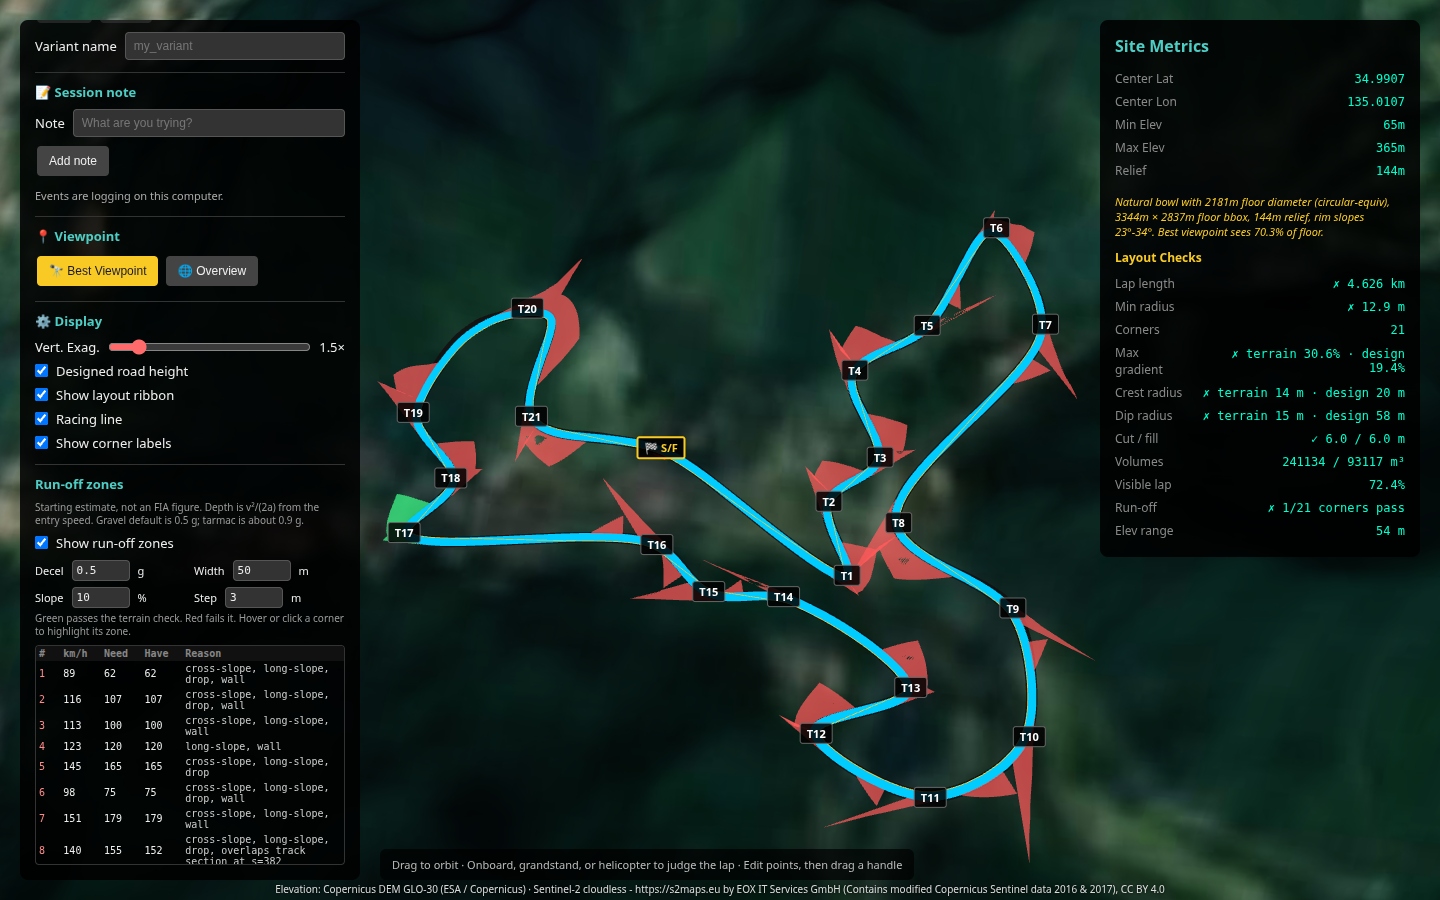 Variant name my_variant
📝 Session note
Note What are you trying?
Add note
Events are logging on this computer.
📍 Viewpoint
🔭 Best Viewpoint 🌐 Overview
⚙️ Display
Vert. Exag. 1.5×
Designed road height
Show layout ribbon
Racing line
Show corner labels
Run-off zones
Starting estimate, not an FIA figure. Depth is v²/(2a) from the
entry speed. Gravel default is 0.5 g; tarmac is about 0.9 g.
Show run-off zones
Decel 0.5 g Width 50 m
Slope 10 % Step 3 m
Green passes the terrain check. Red fails it. Hover or click a corner
to highlight its zone.
# km/h Need Have Reason
1 89 62 62 cross-slope, long-slope,
drop, wall
2 116 107 107 cross-slope, long-slope,
drop, wall
3 113 100 100 cross-slope, long-slope,
wall
4 123 120 120 long-slope, wall
5 145 165 165 cross-slope, long-slope,
drop
6 98 75 75 cross-slope, long-slope,
drop, wall
7 151 179 179 cross-slope, long-slope,
wall
8 140 155 152 cross-slope, long-slope,
drop, overlaps track
section at s=382
T6
T20
T5
T7
T4
T19
T21
🏁 S/F
T3
T18
T2
T8
T17
T16
T1
T15
T14
T9
T13
T12
T10
T11
Site Metrics
Center Lat 34.9907
Center Lon 135.0107
Min Elev 65m
Max Elev 365m
Relief 144m
Natural bowl with 2181m floor diameter (circular-equiv),
3344m × 2837m floor bbox, 144m relief, rim slopes
23°-34°. Best viewpoint sees 70.3% of floor.
Layout Checks
Lap length ✗ 4.626 km
Min radius ✗ 12.9 m
Corners 21
Max gradient ✗ terrain 30.6% · design 19.4%
Crest radius ✗ terrain 14 m · design 20 m
Dip radius ✗ terrain 15 m · design 58 m
Cut / fill ✓ 6.0 / 6.0 m
Volumes 241134 / 93117 m³
Visible lap 72.4%
Run-off ✗ 1/21 corners pass
Elev range 54 m
Drag to orbit · Onboard, grandstand, or helicopter to judge the lap · Edit points, then drag a handle
Elevation: Copernicus DEM GLO-30 (ESA / Copernicus) · Sentinel-2 cloudless - https://s2maps.eu by EOX IT Services GmbH (Contains modified Copernicus Sentinel data 2016 & 2017), CC BY 4.0